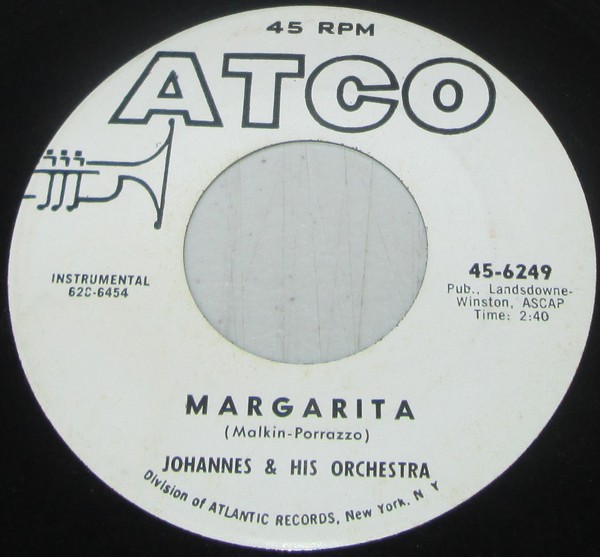 45 RPM
ATCO
INSTRUMENTAL
62C-6454
45-6249
Pub., Landsdowne-
Winston, ASCAP
Time: 2:40
MARGARITA
(Malkin-Porrazzo)
JOHANNES & HIS ORCHESTRA
Division of ATLANTIC RECORDS, New York, N Y